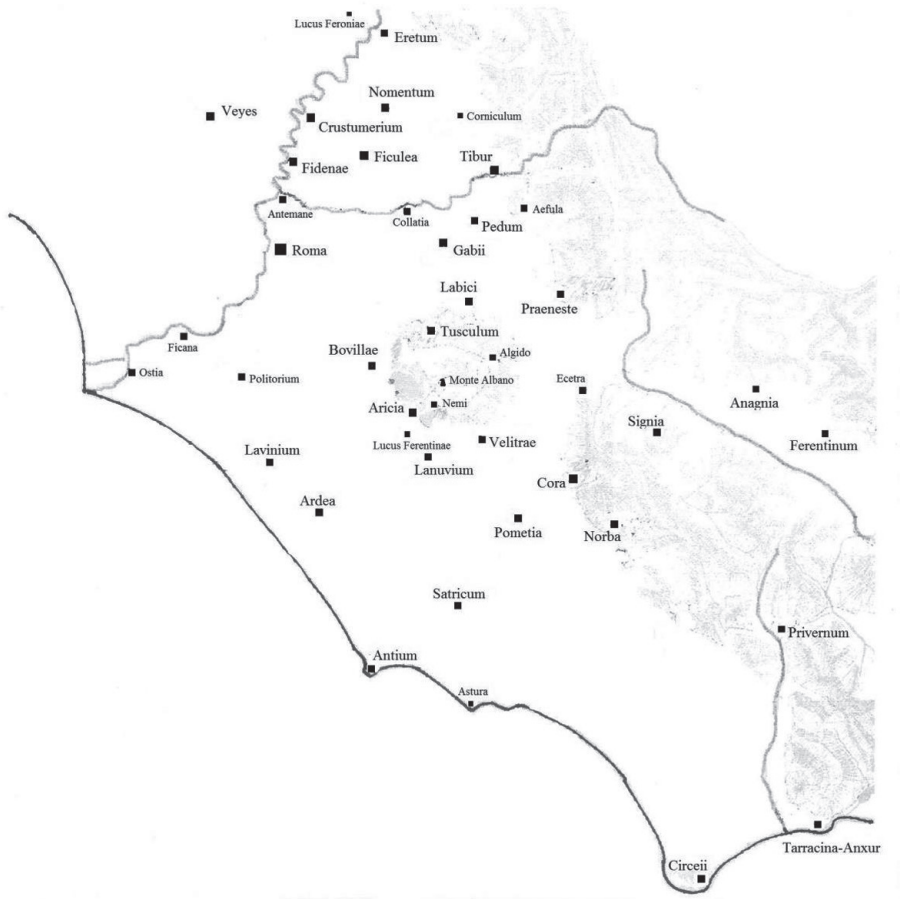 Lucus Feroniae
Eretum
Nomentum
Veyes
Corniculum
Crustumerium
Ficulea
Tibur
Fidenae
Antemane
Aefula
Collatia
Pedum
Roma
Gabii
Labici
Praeneste
Tusculum
Ficana
Bovillae
Algido
Ostia
Politorium
Monte Albano
Ecetra
Anagnia
Nemi
Aricia
Signia
Lucus Ferentinae
Velitrae
Ferentinum
Lavinium
Lanuvium
Cora
Ardea
Pometia
Norba
Satricum
Privernum
Antium
Astura
Tarracina-Anxur
Circeii